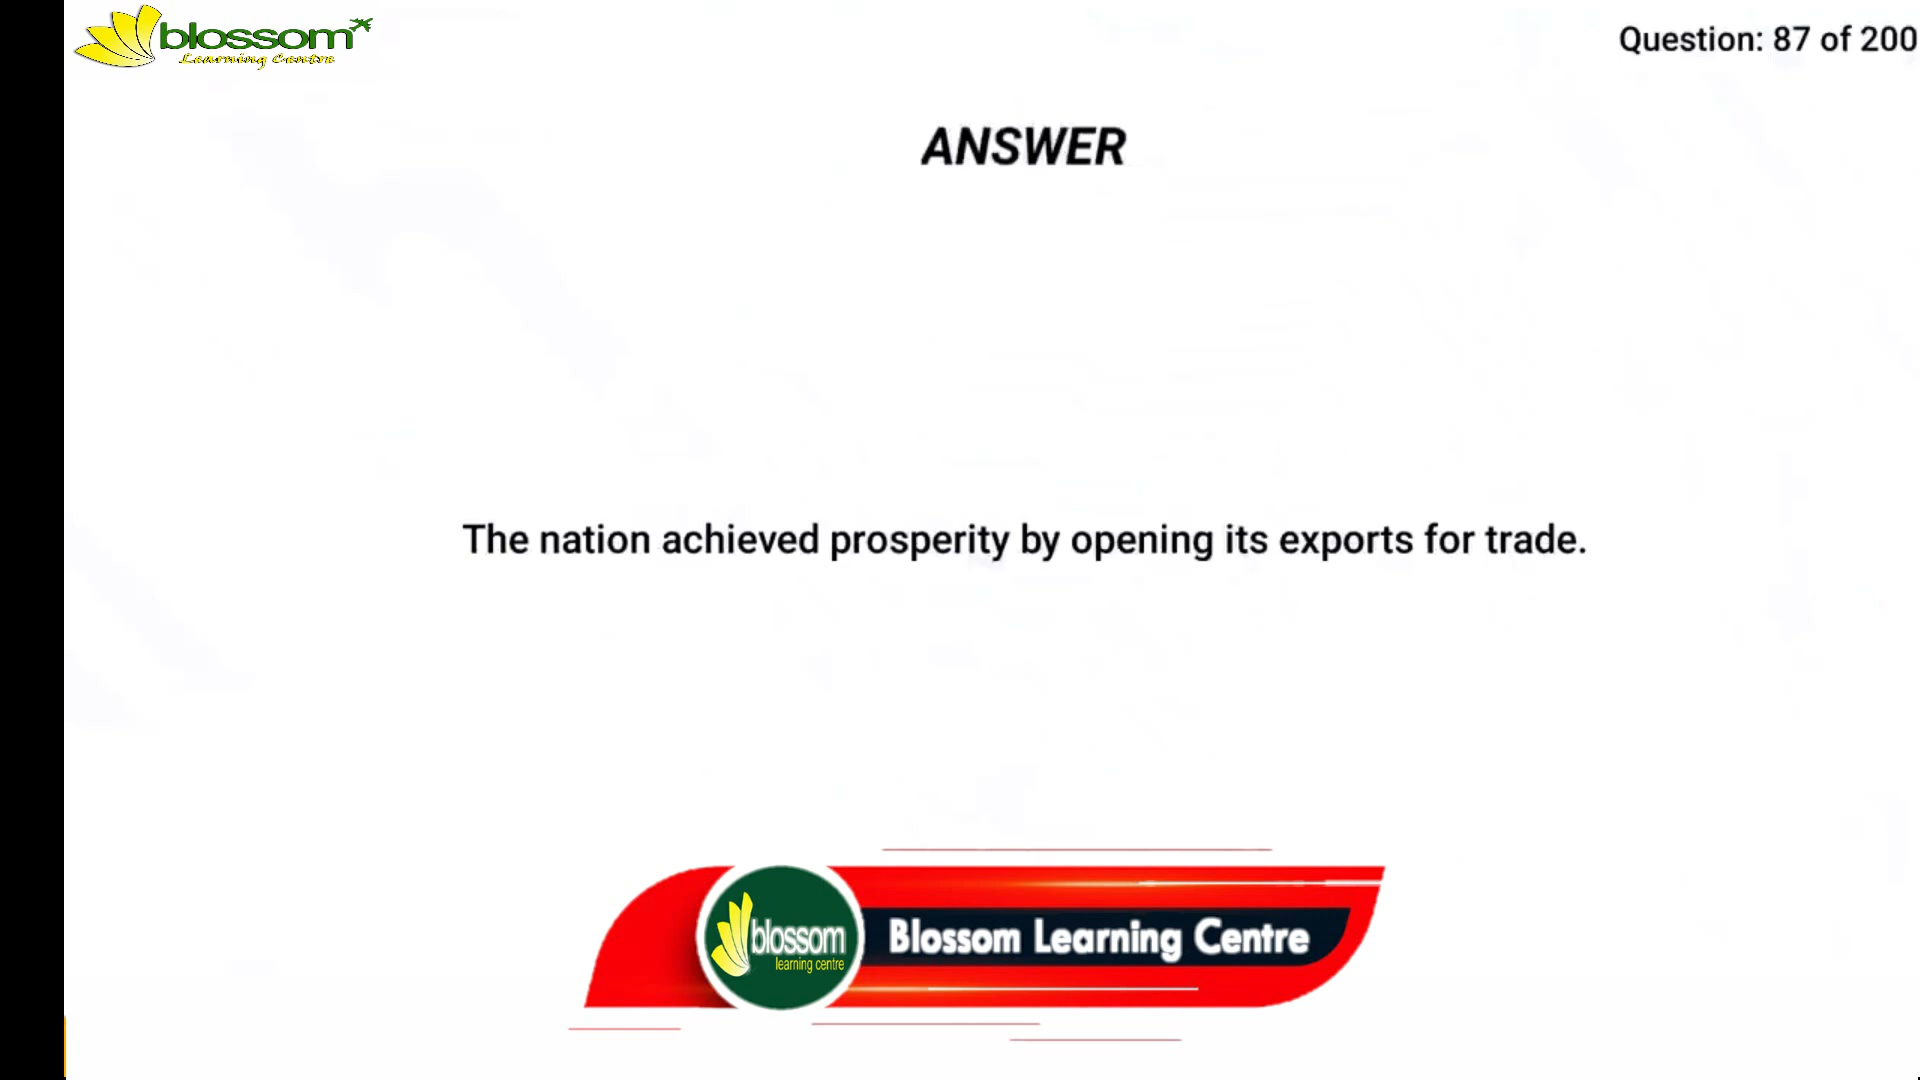 blossom
Learning Centre
Question: 87 of 200
ANSWER
The nation achieved prosperity by opening its exports for trade.
blossom
learning centre
Blossom Learning Centre